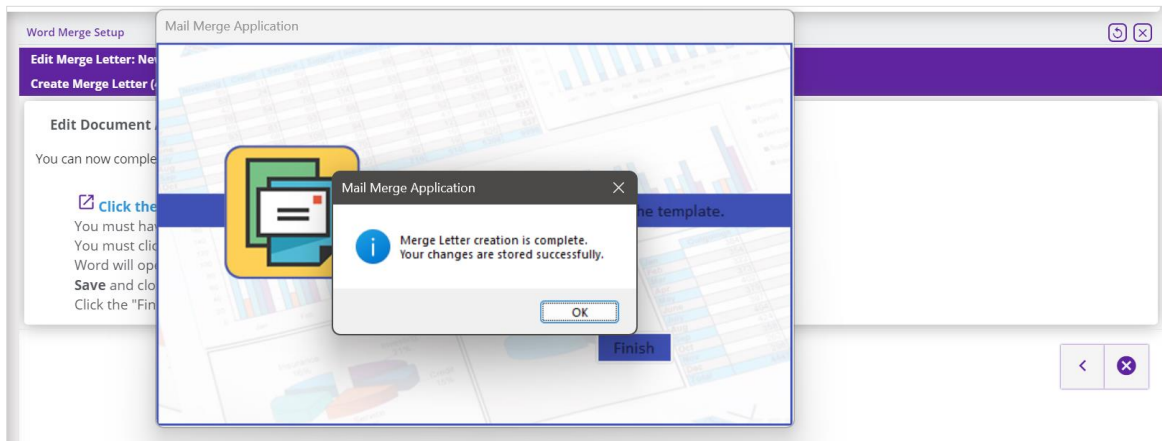 Word Merge Setup
Mail Merge Application
Edit Merge Letter: Ne
Create Merge Letter (
Edit Document
You can now comple
Click the
You must ha
You must clic
Word will op
Save and clo
Click the "Fin
he template.
Mail Merge Application
Merge Letter creation is complete.
Your changes are stored successfully.
OK
Finish